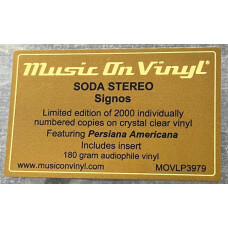 Music On Vinyl®
SODA STEREO
Signos
Limited edition of 2000 individually
numbered copies on crystal clear vinyl
Featuring Persiana Americana
Includes insert
180 gram audiophile vinyl
www.musiconvinyl.com MOVLP3979